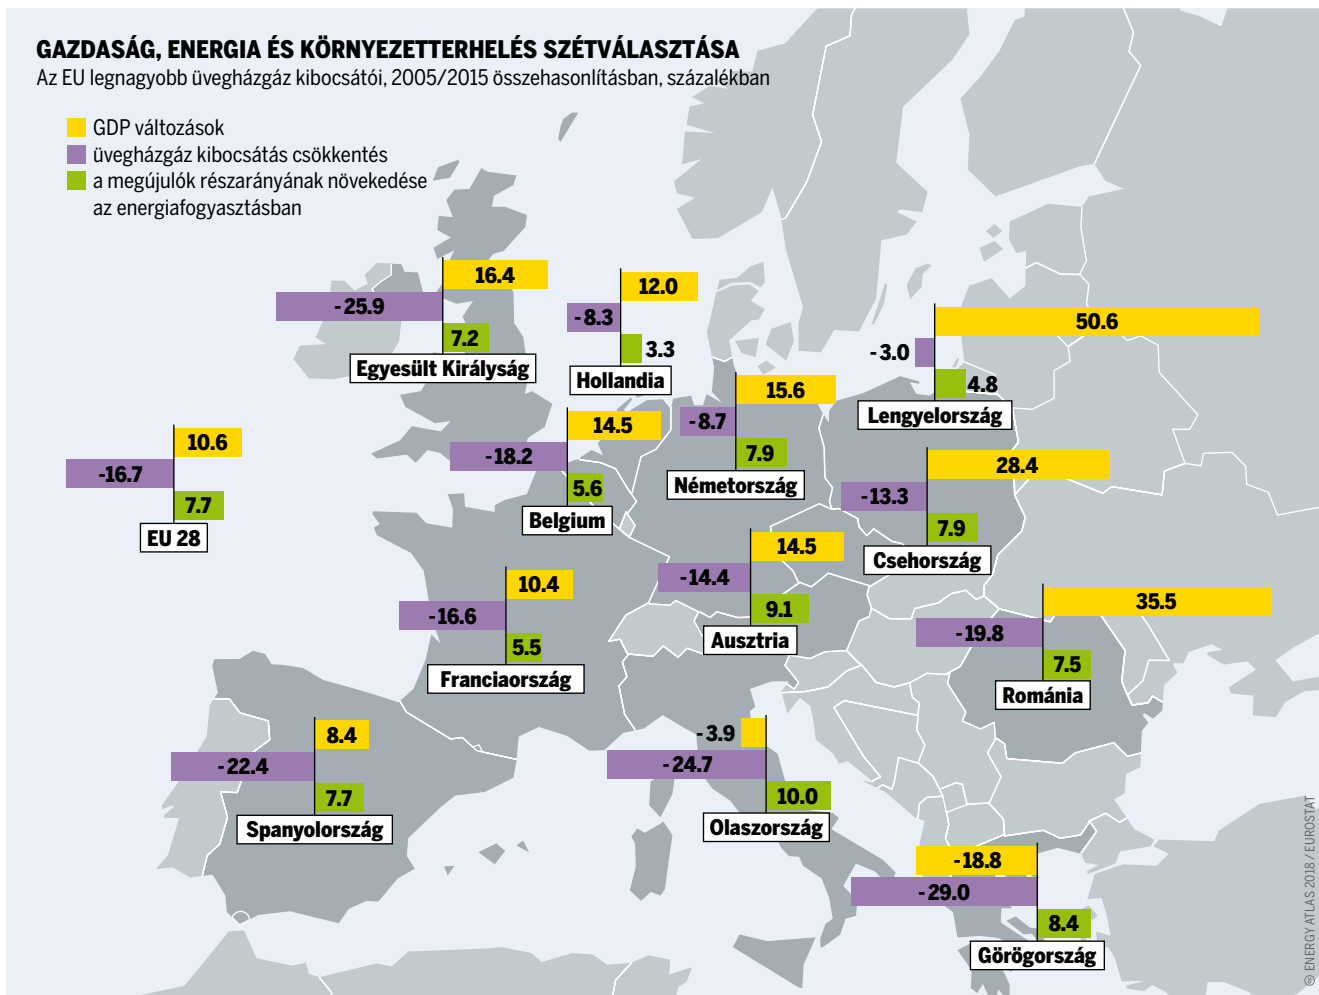 GAZDASÁG, ENERGIA ÉS KÖRNYEZETTERHELÉS SZÉTVÁLASZTÁSA
Az EU legnagyobb üvegházgáz kibocsátói, 2005/2015 összehasonlításban, százalékban
GDP változások
üvegházgáz kibocsátás csökkentés
a megújulók részarányának növekedése
az energiafogyasztásban
16.4
-25.9
7.2
Egyesült Királyság
12.0
-8.3
3.3
Hollandia
50.6
-3.0
4.8
Lengyelország
15.6
-8.7
7.9
Németország
14.5
-18.2
5.6
Belgium
10.6
-16.7
7.7
EU 28
28.4
-13.3
7.9
Csehország
14.5
-14.4
9.1
Ausztria
10.4
-16.6
5.5
Franciaország
35.5
-19.8
7.5
Románia
8.4
-22.4
7.7
Spanyolország
-3.9
-24.7
10.0
Olaszország
-18.8
-29.0
8.4
Görögország
© ENERGY ATLAS 2018 / EUROSTAT